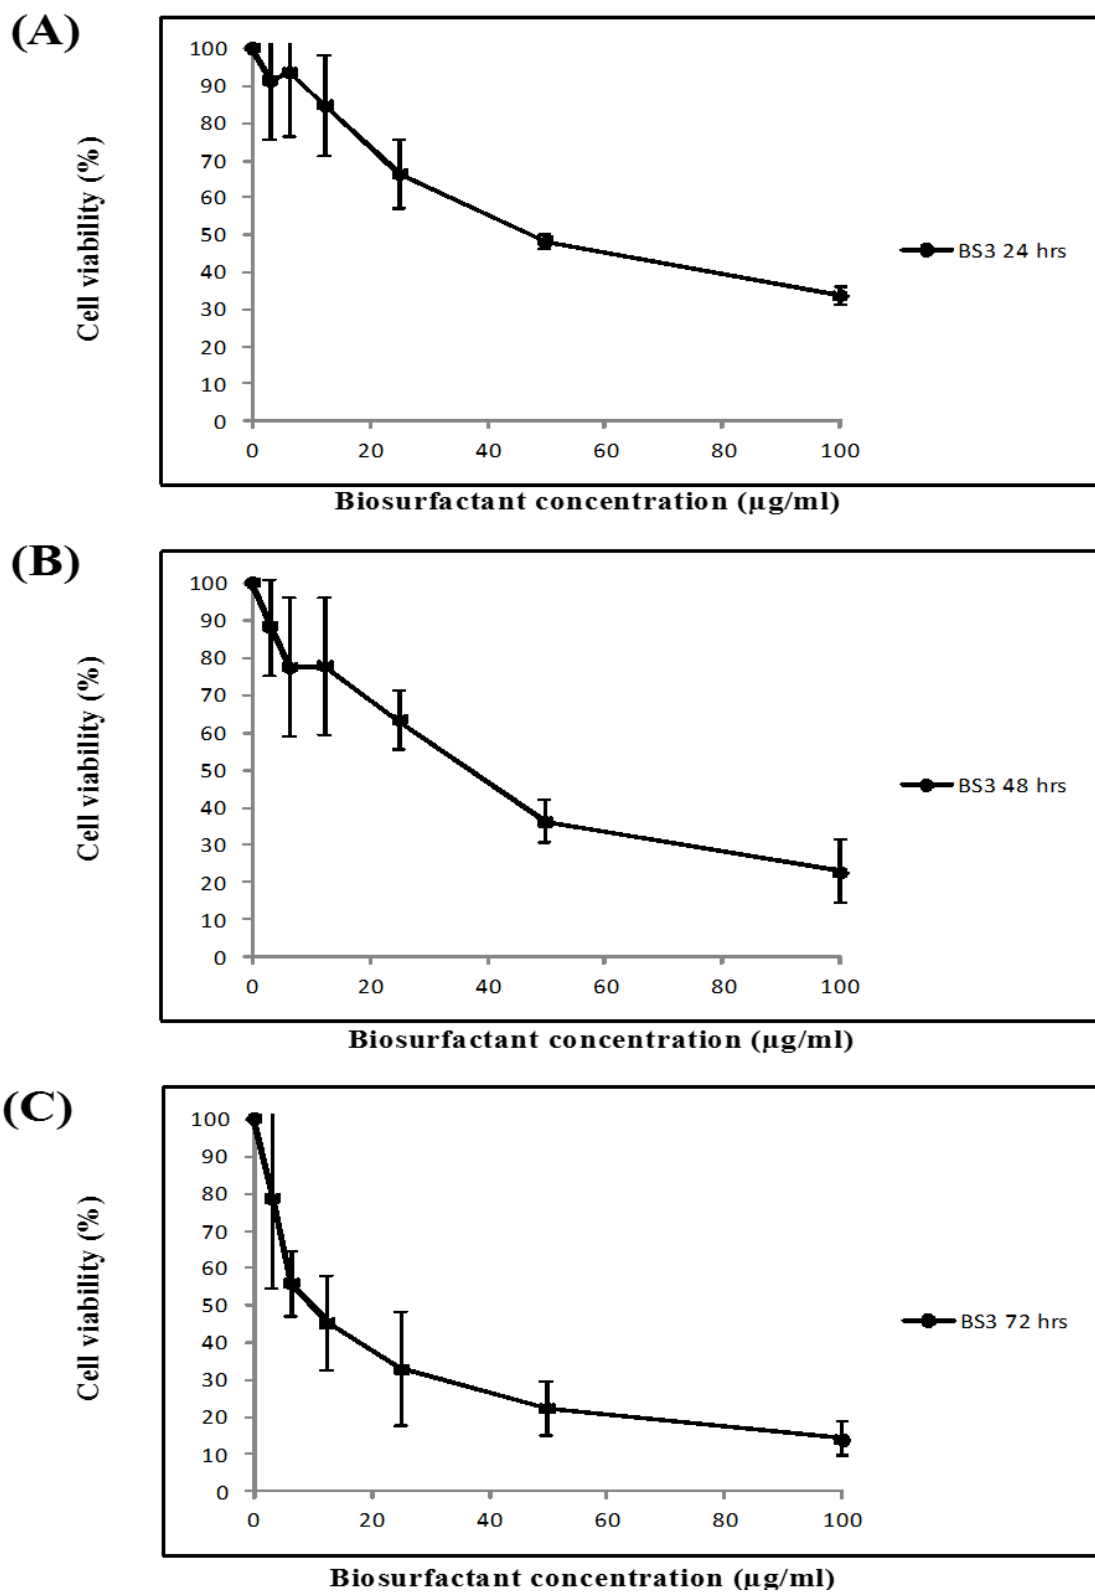 (A)
Cell viability (%)
100
90
80
70
60
50
40
30
20
10
0
0 20 40 60 80 100
BS3 24 hrs
Biosurfactant concentration (µg/ml)
(B)
Cell viability (%)
100
90
80
70
60
50
40
30
20
10
0
0 20 40 60 80 100
BS3 48 hrs
Biosurfactant concentration (µg/ml)
(C)
Cell viability (%)
100
90
80
70
60
50
40
30
20
10
0
0 20 40 60 80 100
BS3 72 hrs
Biosurfactant concentration (µg/ml)